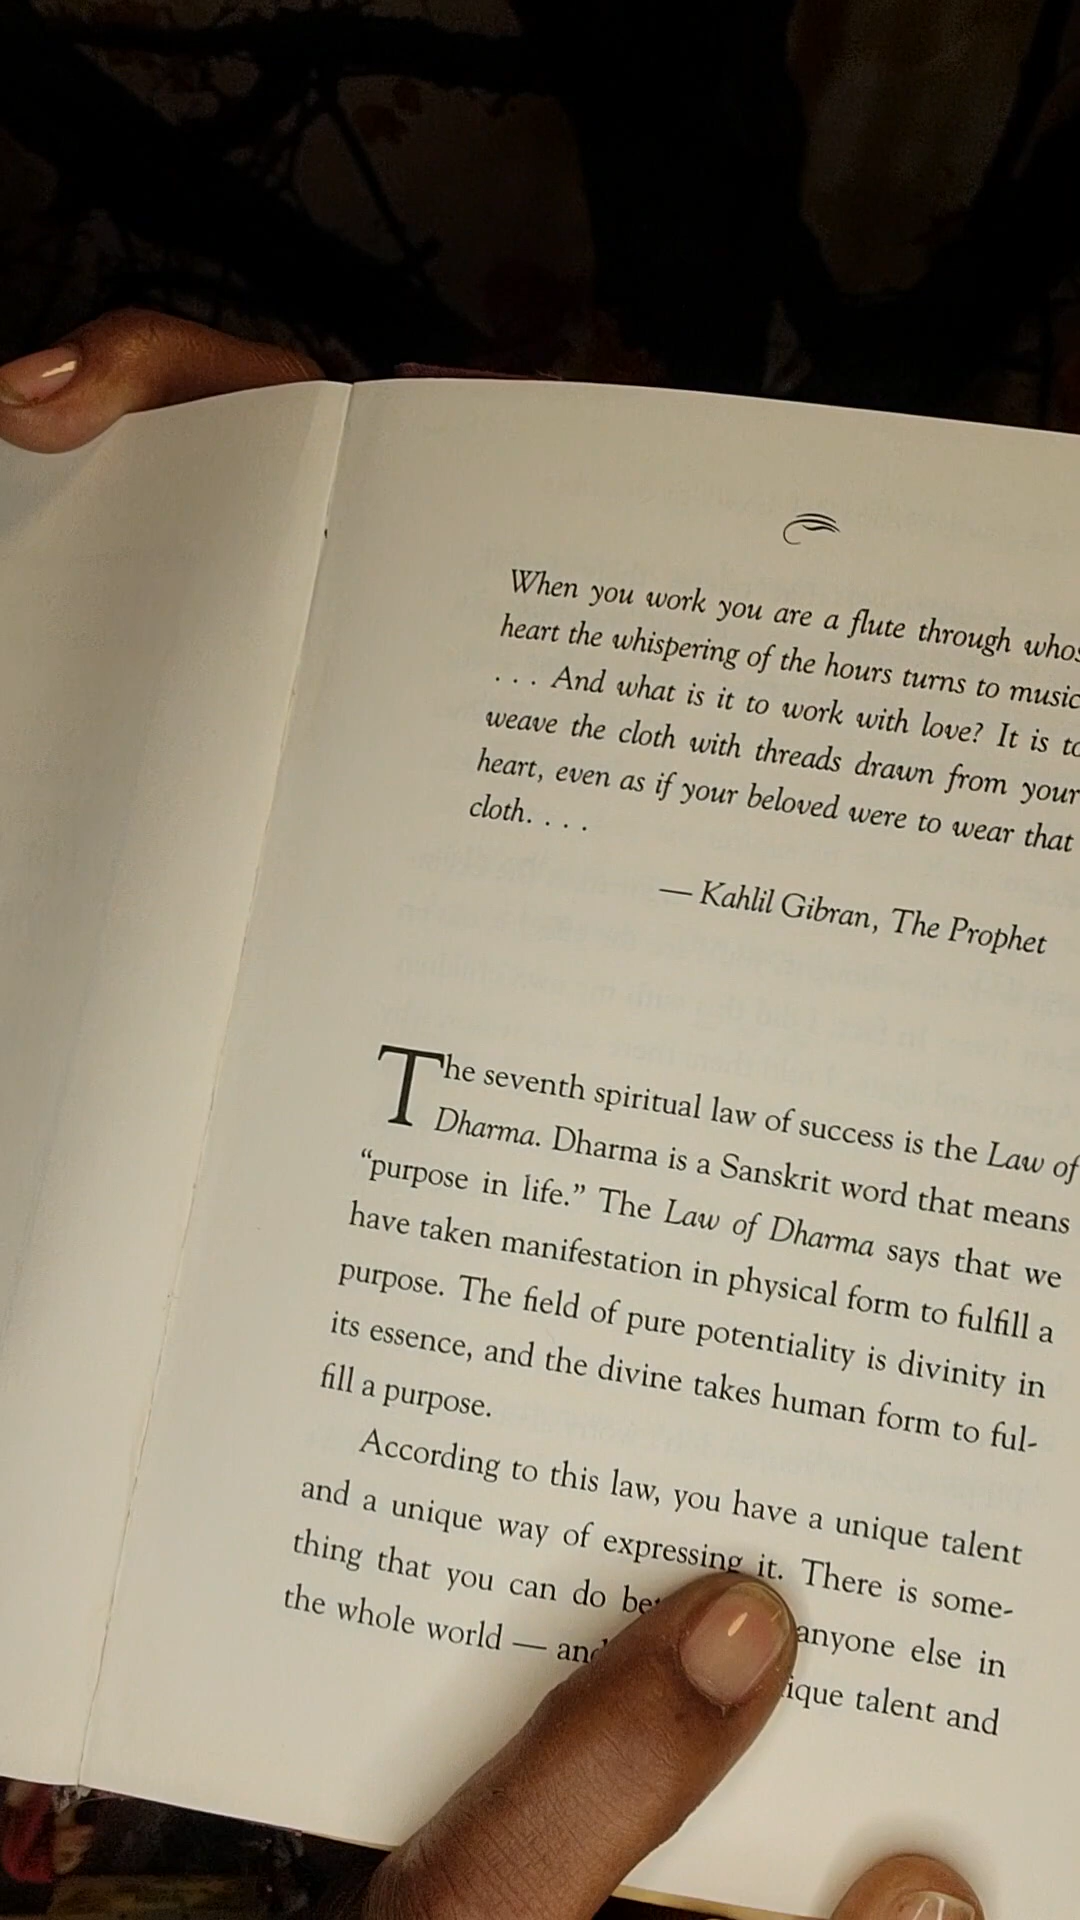 When you work you are a flute through
heart the whispering of the hours turns to music
. . . And what is it to work with love? It is to
weave the cloth with threads drawn from your
heart, even as if your beloved were to wear that
cloth. . . .
— Kahlil Gibran, The Prophet
The seventh spiritual law of success is the Law of
Dharma. Dharma is a Sanskrit word that means
“purpose in life.” The Law of Dharma says that we
have taken manifestation in physical form to fulfill a
purpose. The field of pure potentiality is divinity in
its essence, and the divine takes human form to ful-
fill a purpose.
According to this law, you have a unique talent
and a unique way of expressing it. There is some-
thing that you can do anyone else in
the whole world — and talent and